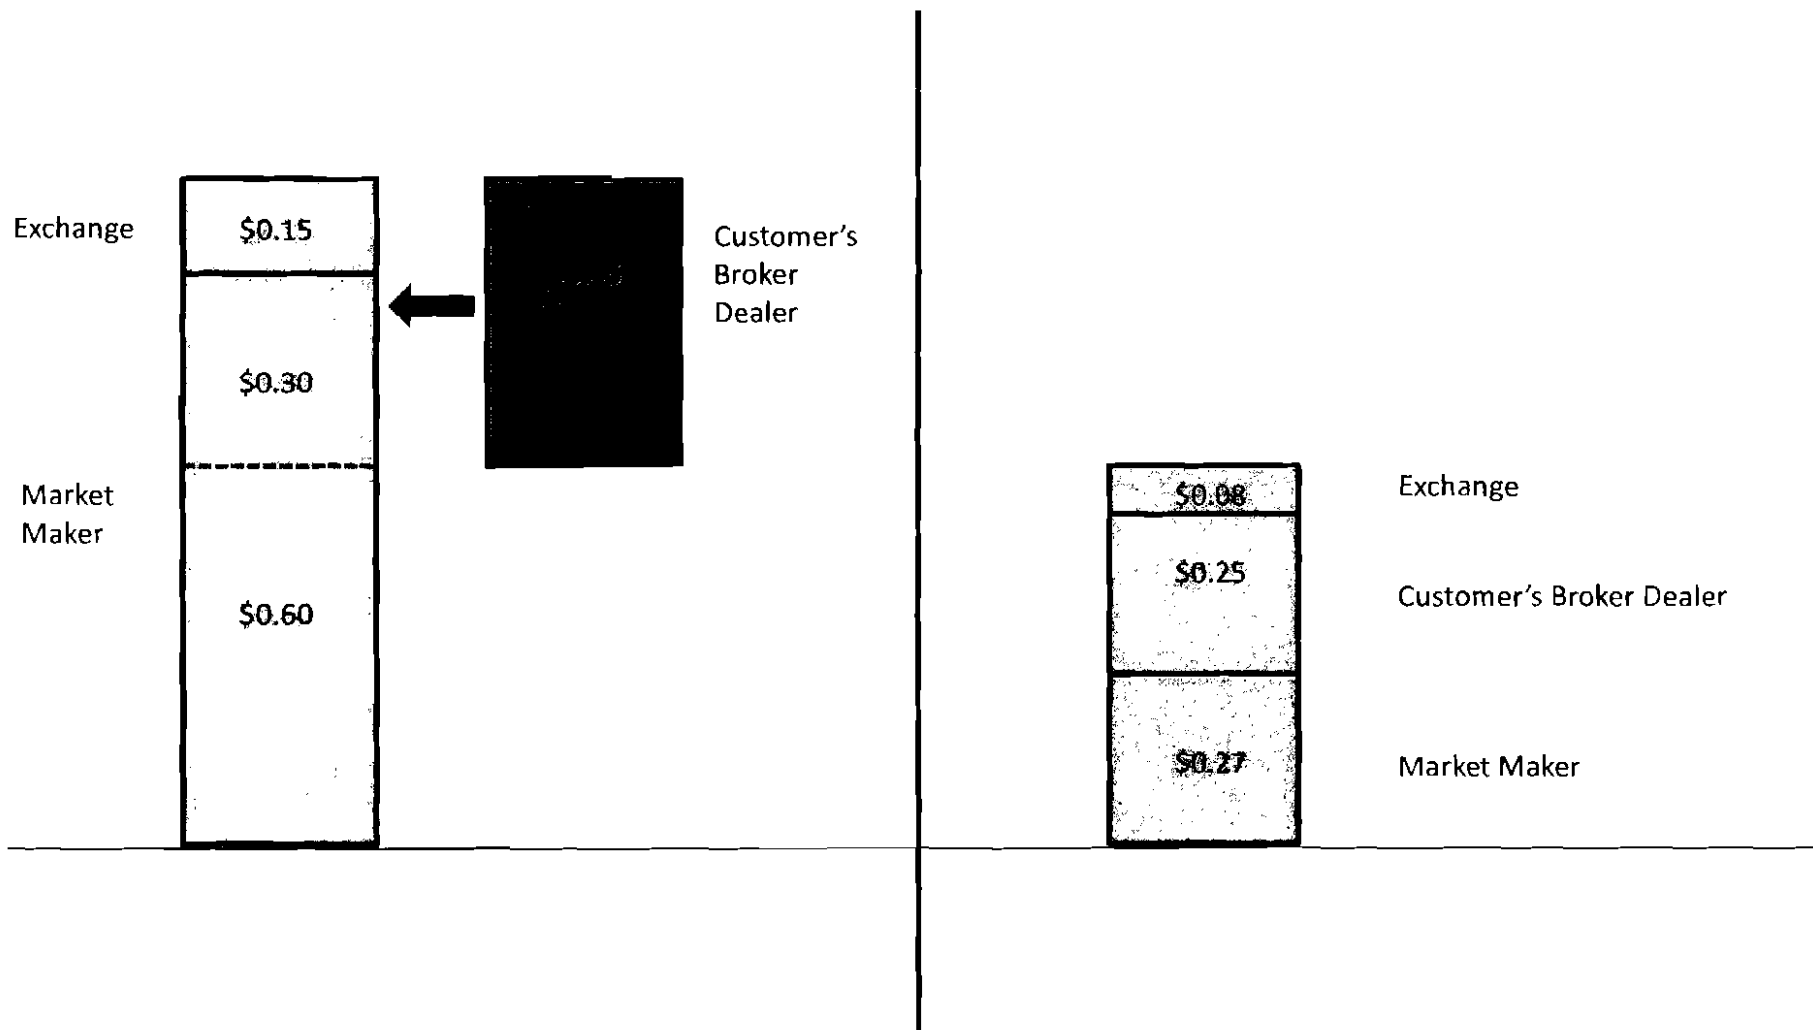 Exchange
$0.15
$0.30
Market
Maker
$0.60
Customer's
Broker
Dealer
$0.08
Exchange
$0.25
Customer's Broker Dealer
$0.27
Market Maker